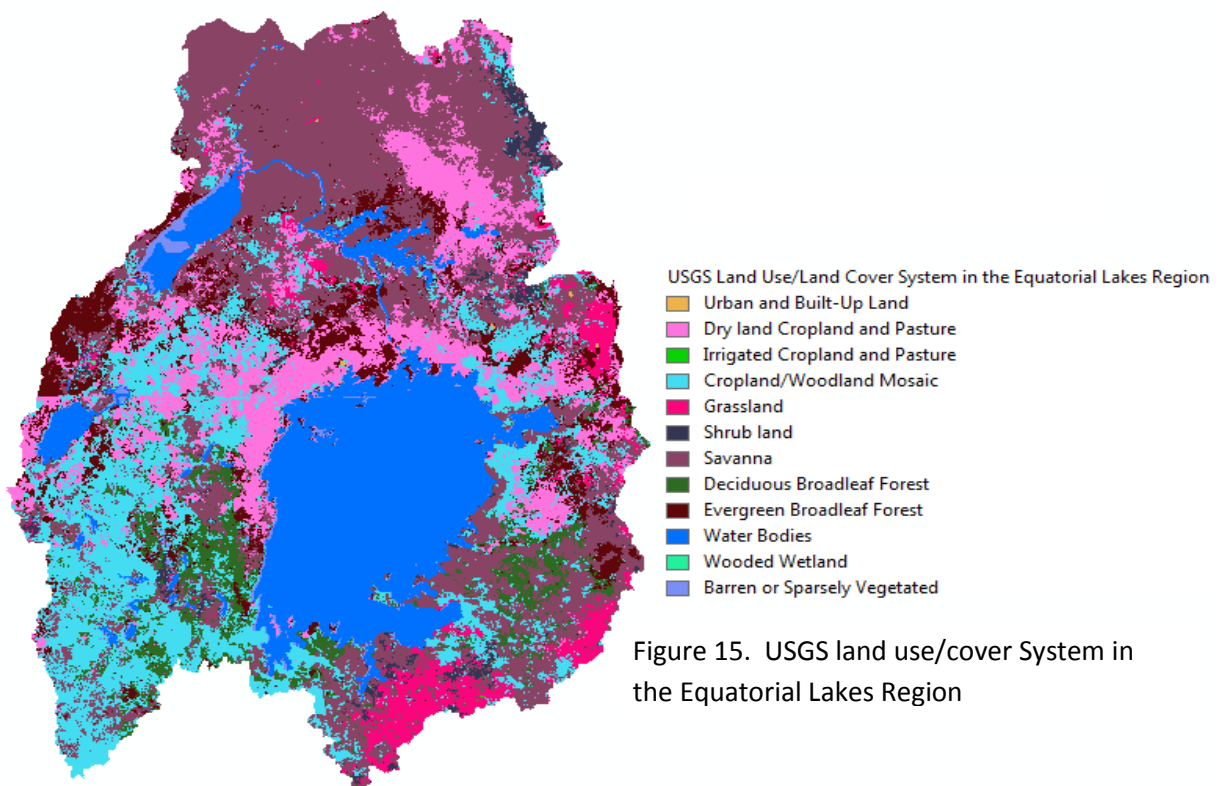 USGS Land Use/Land Cover System in the Equatorial Lakes Region
Urban and Built-Up Land
Dry land Cropland and Pasture
Irrigated Cropland and Pasture
Cropland/Woodland Mosaic
Grassland
Shrub land
Savanna
Deciduous Broadleaf Forest
Evergreen Broadleaf Forest
Water Bodies
Wooded Wetland
Barren or Sparsely Vegetated
Figure 15. USGS land use/cover System in
the Equatorial Lakes Region